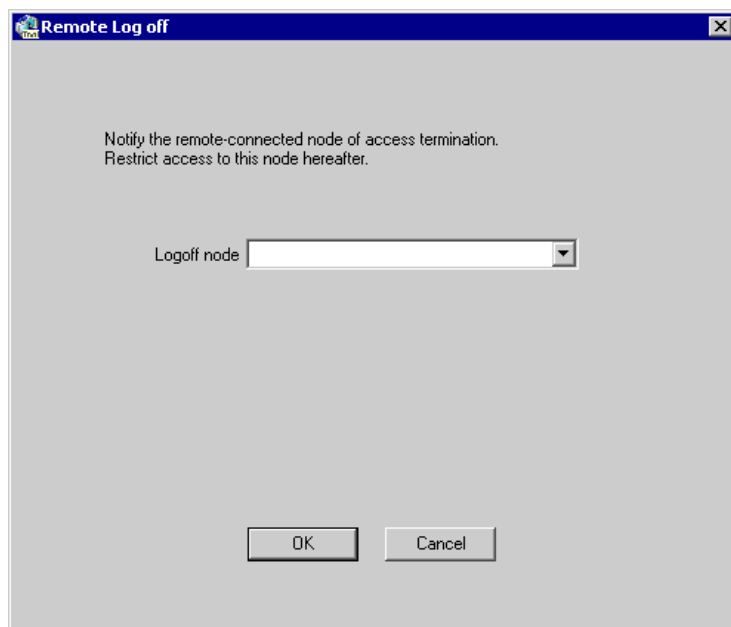 Remote Log off
Notify the remote-connected node of access termination.
Restrict access to this node hereafter.
Logoff node
OK
Cancel